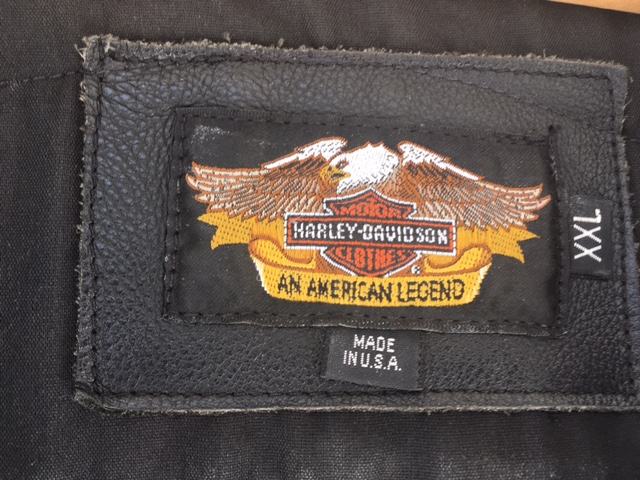 MOTOR
HARLEY-DAVIDSON
CLOTHES
®
AN AMERICAN LEGEND
XXL
MADE
IN U.S.A.